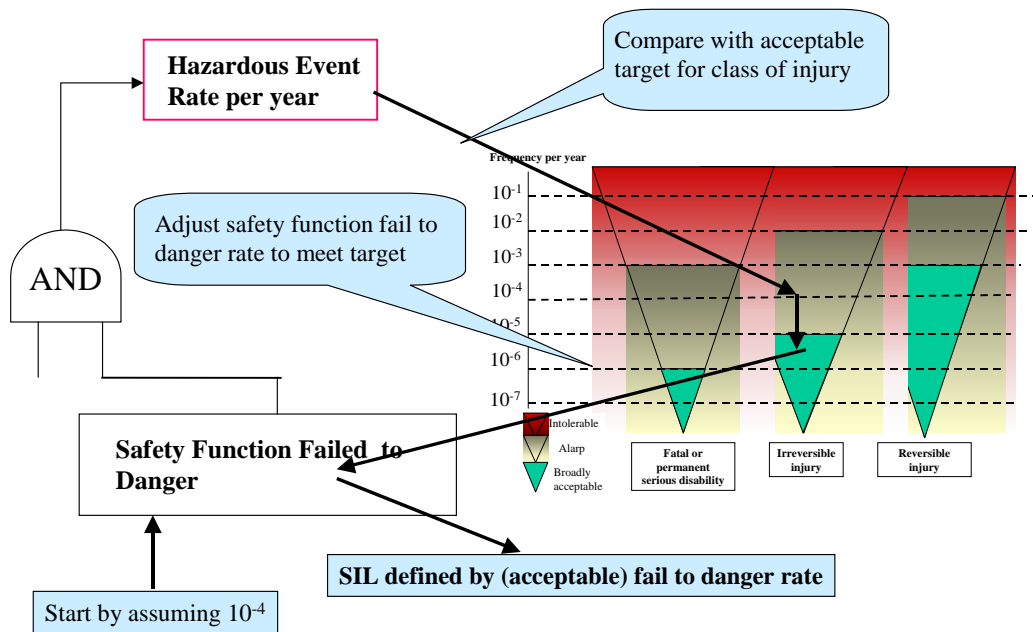 Hazardous Event
Rate per year
Compare with acceptable
target for class of injury
Frequency per year
10⁻¹
10⁻²
10⁻³
10⁻⁴
10⁻⁵
10⁻⁶
10⁻⁷
Adjust safety function fail to
danger rate to meet target
AND
Intolerable
Alarp
Broadly
acceptable
Fatal or
permanent
serious disability
Irreversible
injury
Reversible
injury
Safety Function Failed to
Danger
SIL defined by (acceptable) fail to danger rate
Start by assuming 10⁻⁴